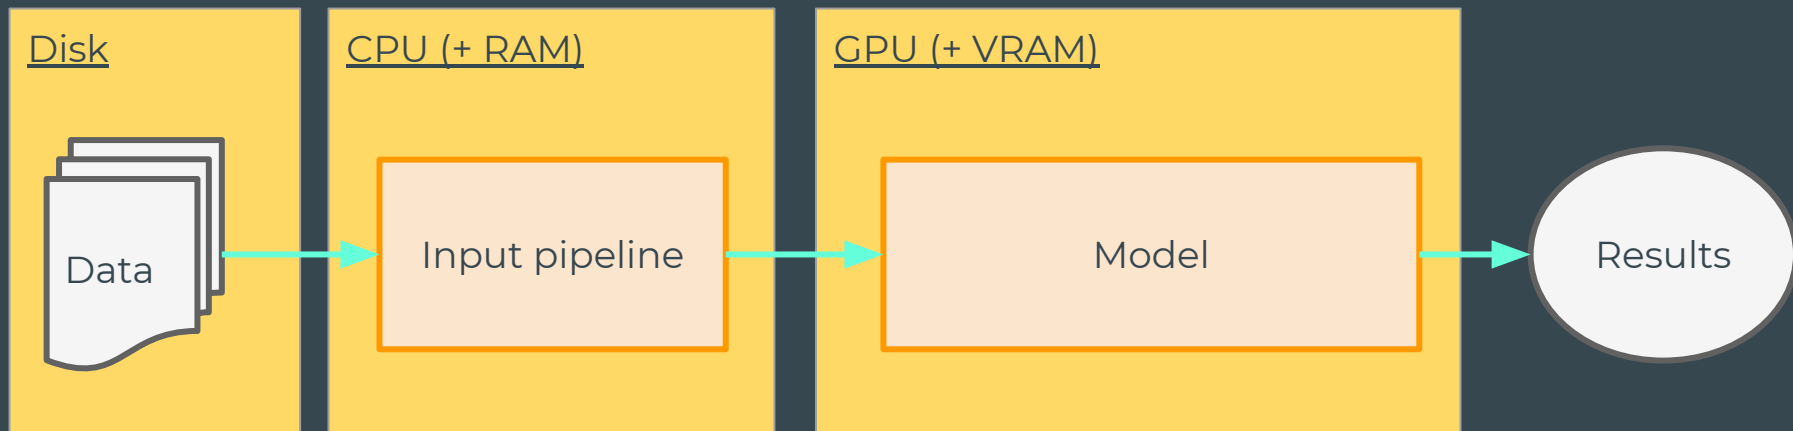 Disk
CPU (+ RAM)
GPU (+ VRAM)
Data
Input pipeline
Model
Results